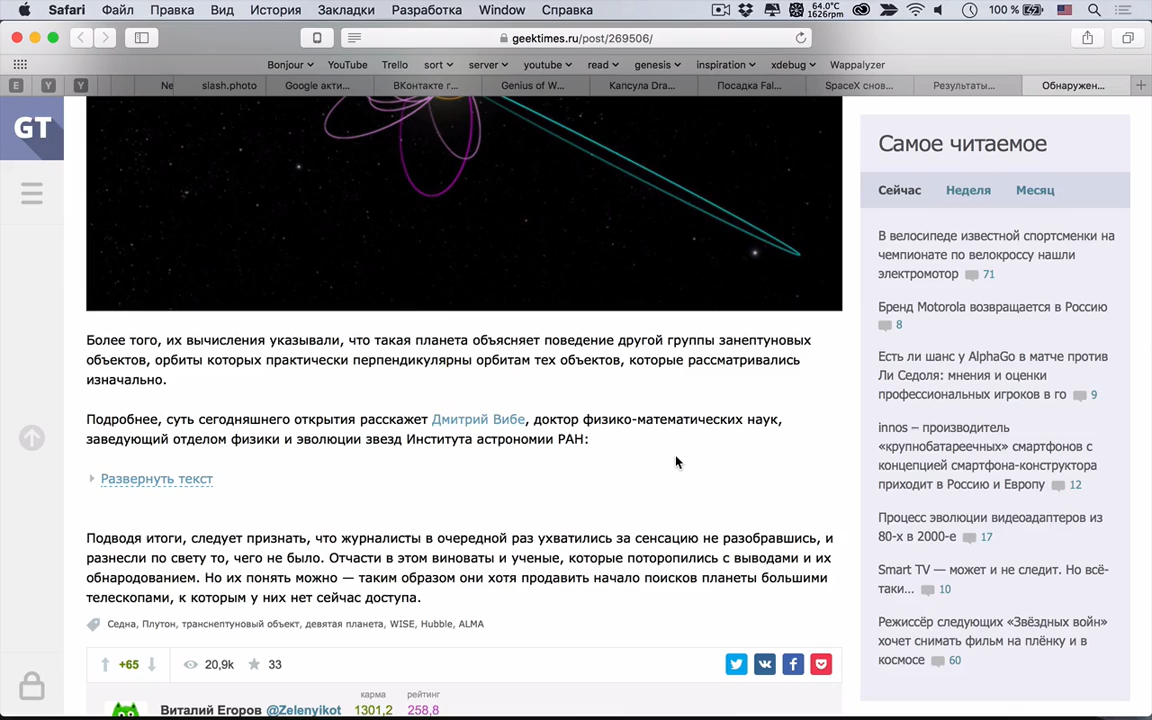 Safari Файл Правка Вид История Закладки Разработка Window Справка 64.0°C 1626rpm 100 %
geektimes.ru/post/269506/
Bonjour YouTube Trello sort server youtube read genesis inspiration xdebug Wappalyzer
E Y Y Ne slash.photo Google акти... ВКонтакте г... Genius of W... Капсула Dra... Посадка Fal... SpaceX снов... Результаты... Обнаружен...
GT
Более того, их вычисления указывали, что такая планета объясняет поведение другой группы занептуновых
объектов, орбиты которых практически перпендикулярны орбитам тех объектов, которые рассматривались
изначально.
Подробнее, суть сегодняшнего открытия расскажет Дмитрий Вибе, доктор физико-математических наук,
заведующий отделом физики и эволюции звезд Института астрономии РАН:
Развернуть текст
Подводя итоги, следует признать, что журналисты в очередной раз ухватились за сенсацию не разобравшись, и
разнесли по свету то, чего не было. Отчасти в этом виноваты и ученые, которые поторопились с выводами и их
обнародованием. Но их понять можно — таким образом они хотя продавить начало поисков планеты большими
телескопами, к которым у них нет сейчас доступа.
Седна, Плутон, транснептуновый объект, девятая планета, WISE, Hubble, ALMA
+65 20,9k 33
карма рейтинг
Виталий Егоров @Zelenyikot 1301,2 258,8
Самое читаемое
Сейчас Неделя Месяц
В велосипеде известной спортсменки на
чемпионате по велокроссу нашли
электромотор 71
Бренд Motorola возвращается в Россию
8
Есть ли шанс у AlphaGo в матче против
Ли Седоля: мнения и оценки
профессиональных игроков в го 9
innos – производитель
«крупнобатареечных» смартфонов с
концепцией смартфона-конструктора
приходит в Россию и Европу 12
Процесс эволюции видеоадаптеров из
80-х в 2000-е 17
Smart TV — может и не следит. Но всё-
таки... 10
Режиссёр следующих «Звёздных войн»
хочет снимать фильм на плёнку и в
космосе 60